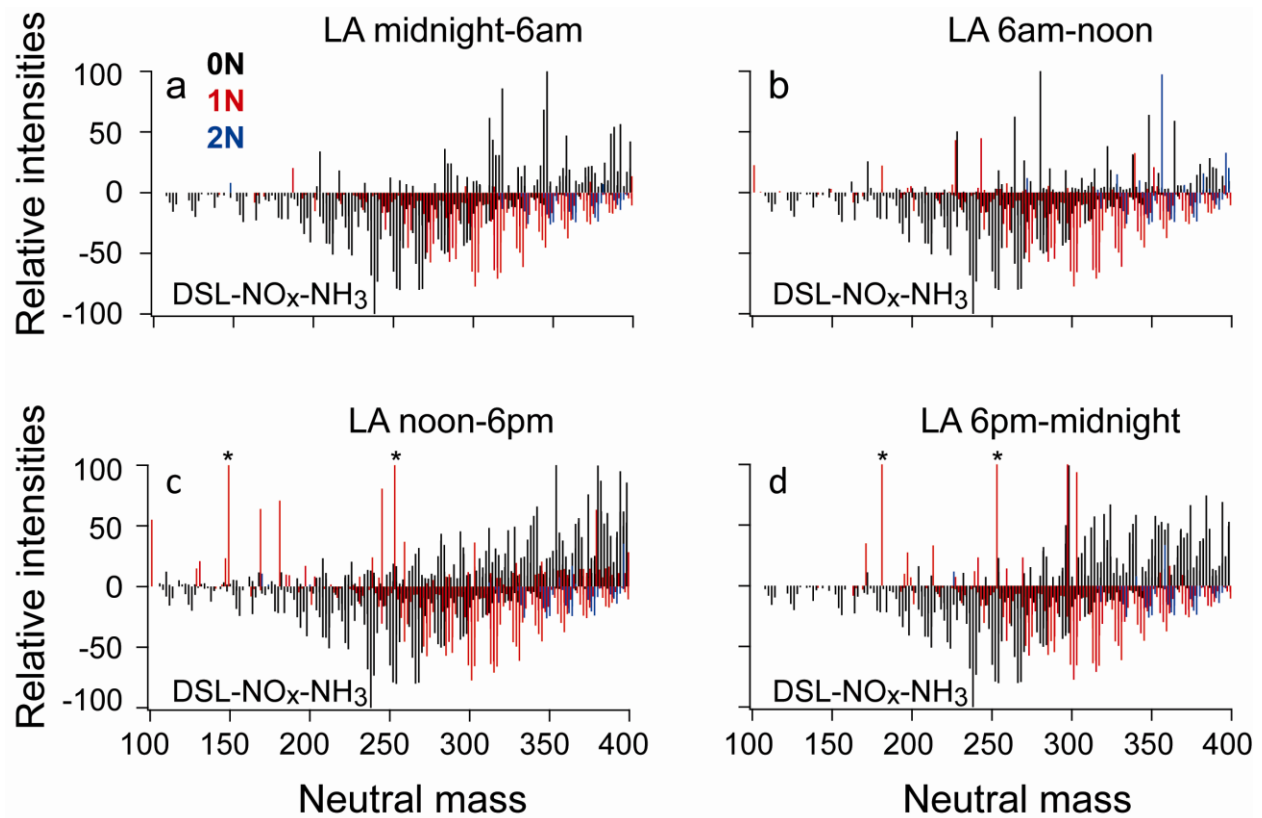 LA midnight-6am
LA 6am-noon
Relative intensities
100
50
0
-50
-100
a
0N
1N
2N
DSL-NOx-NH3
b
DSL-NOx-NH3
LA noon-6pm
LA 6pm-midnight
Relative intensities
100
50
0
-50
-100
* *
c
DSL-NOx-NH3
* *
d
DSL-NOx-NH3
100 150 200 250 300 350 400
100 150 200 250 300 350 400
Neutral mass
Neutral mass